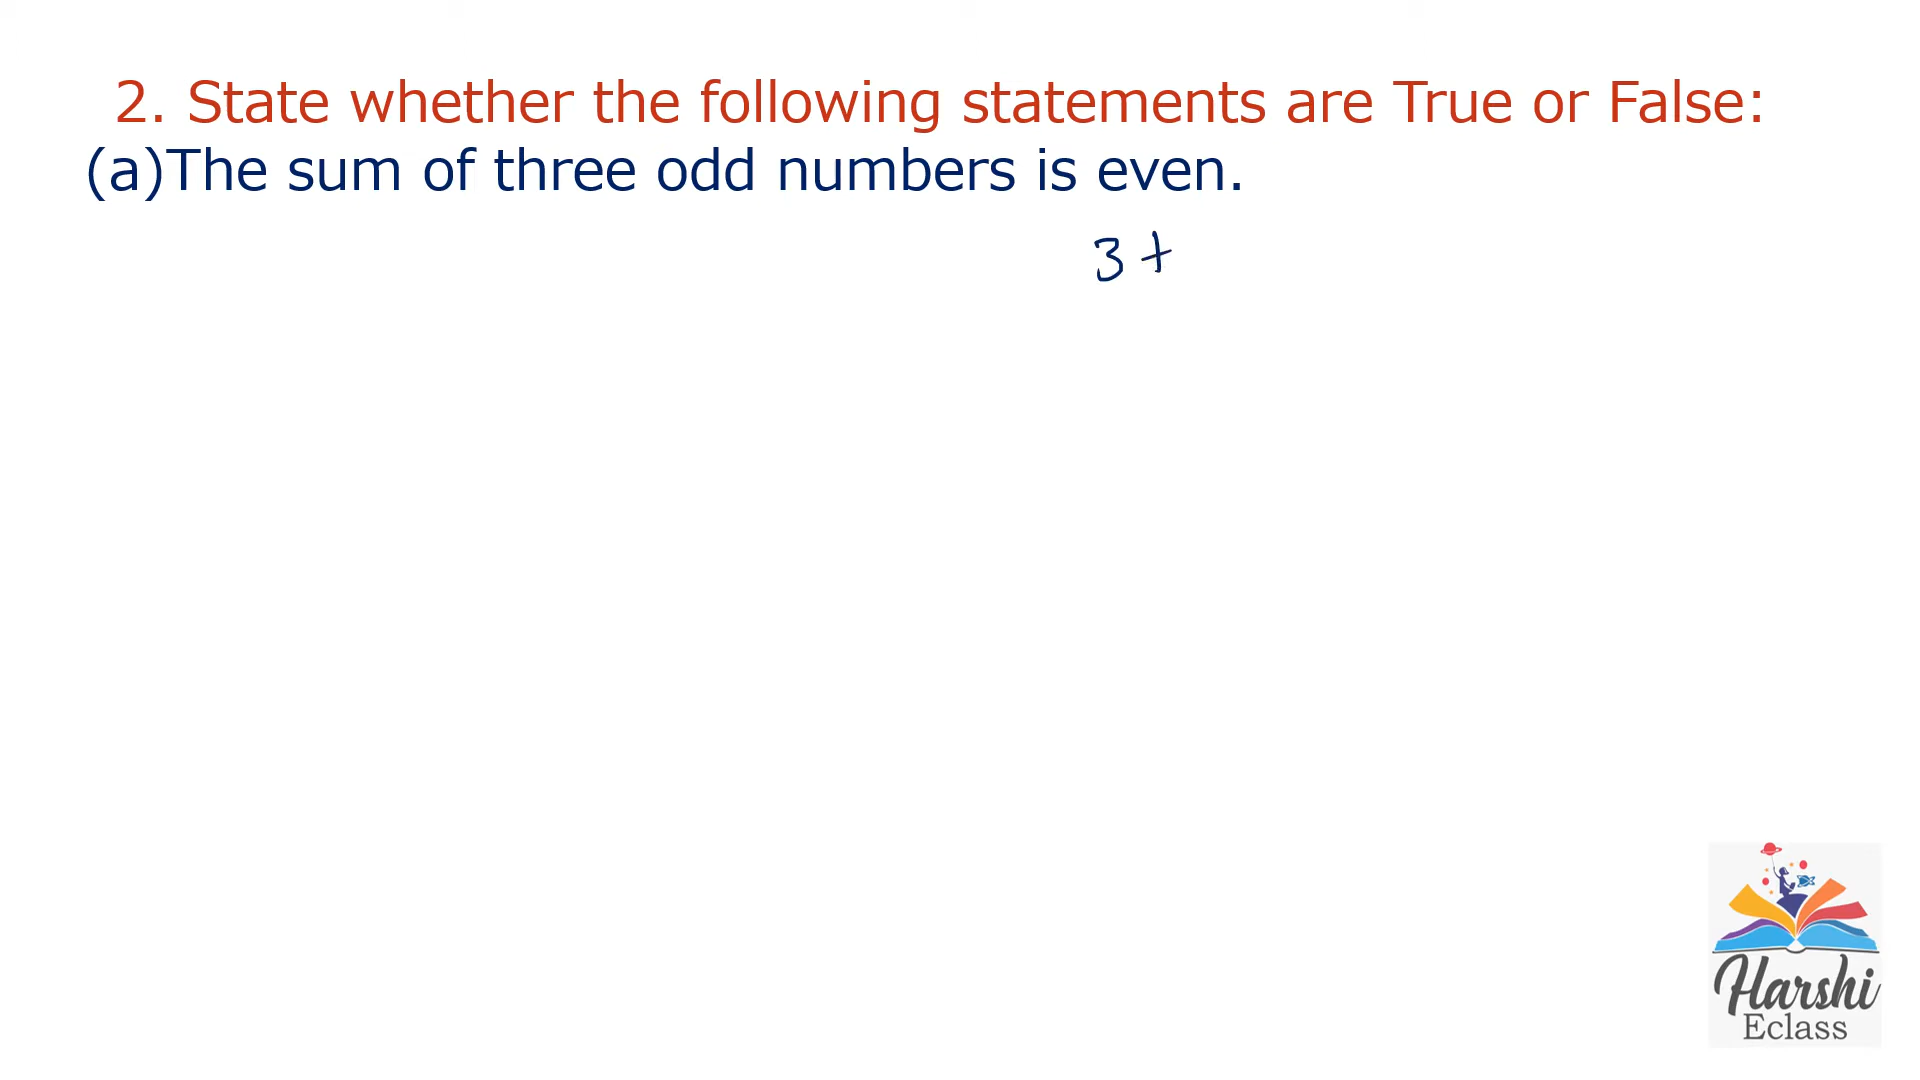 2. State whether the following statements are True or False:
(a)The sum of three odd numbers is even.
3 +
Harshi
Eclass